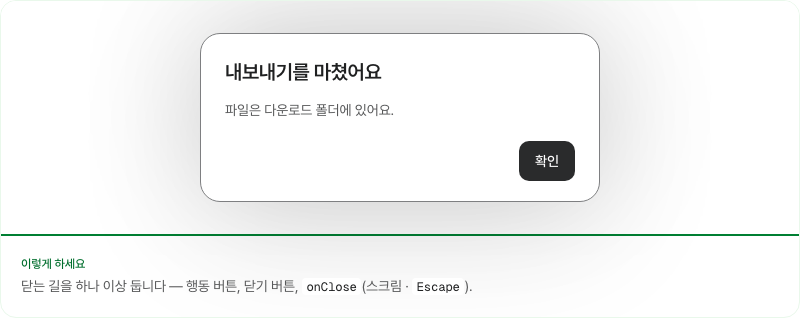 내보내기를 마쳤어요
파일은 다운로드 폴더에 있어요.
확인
이렇게 하세요
닫는 길을 하나 이상 둡니다 — 행동 버튼, 닫기 버튼, onClose (스크림 · Escape ).